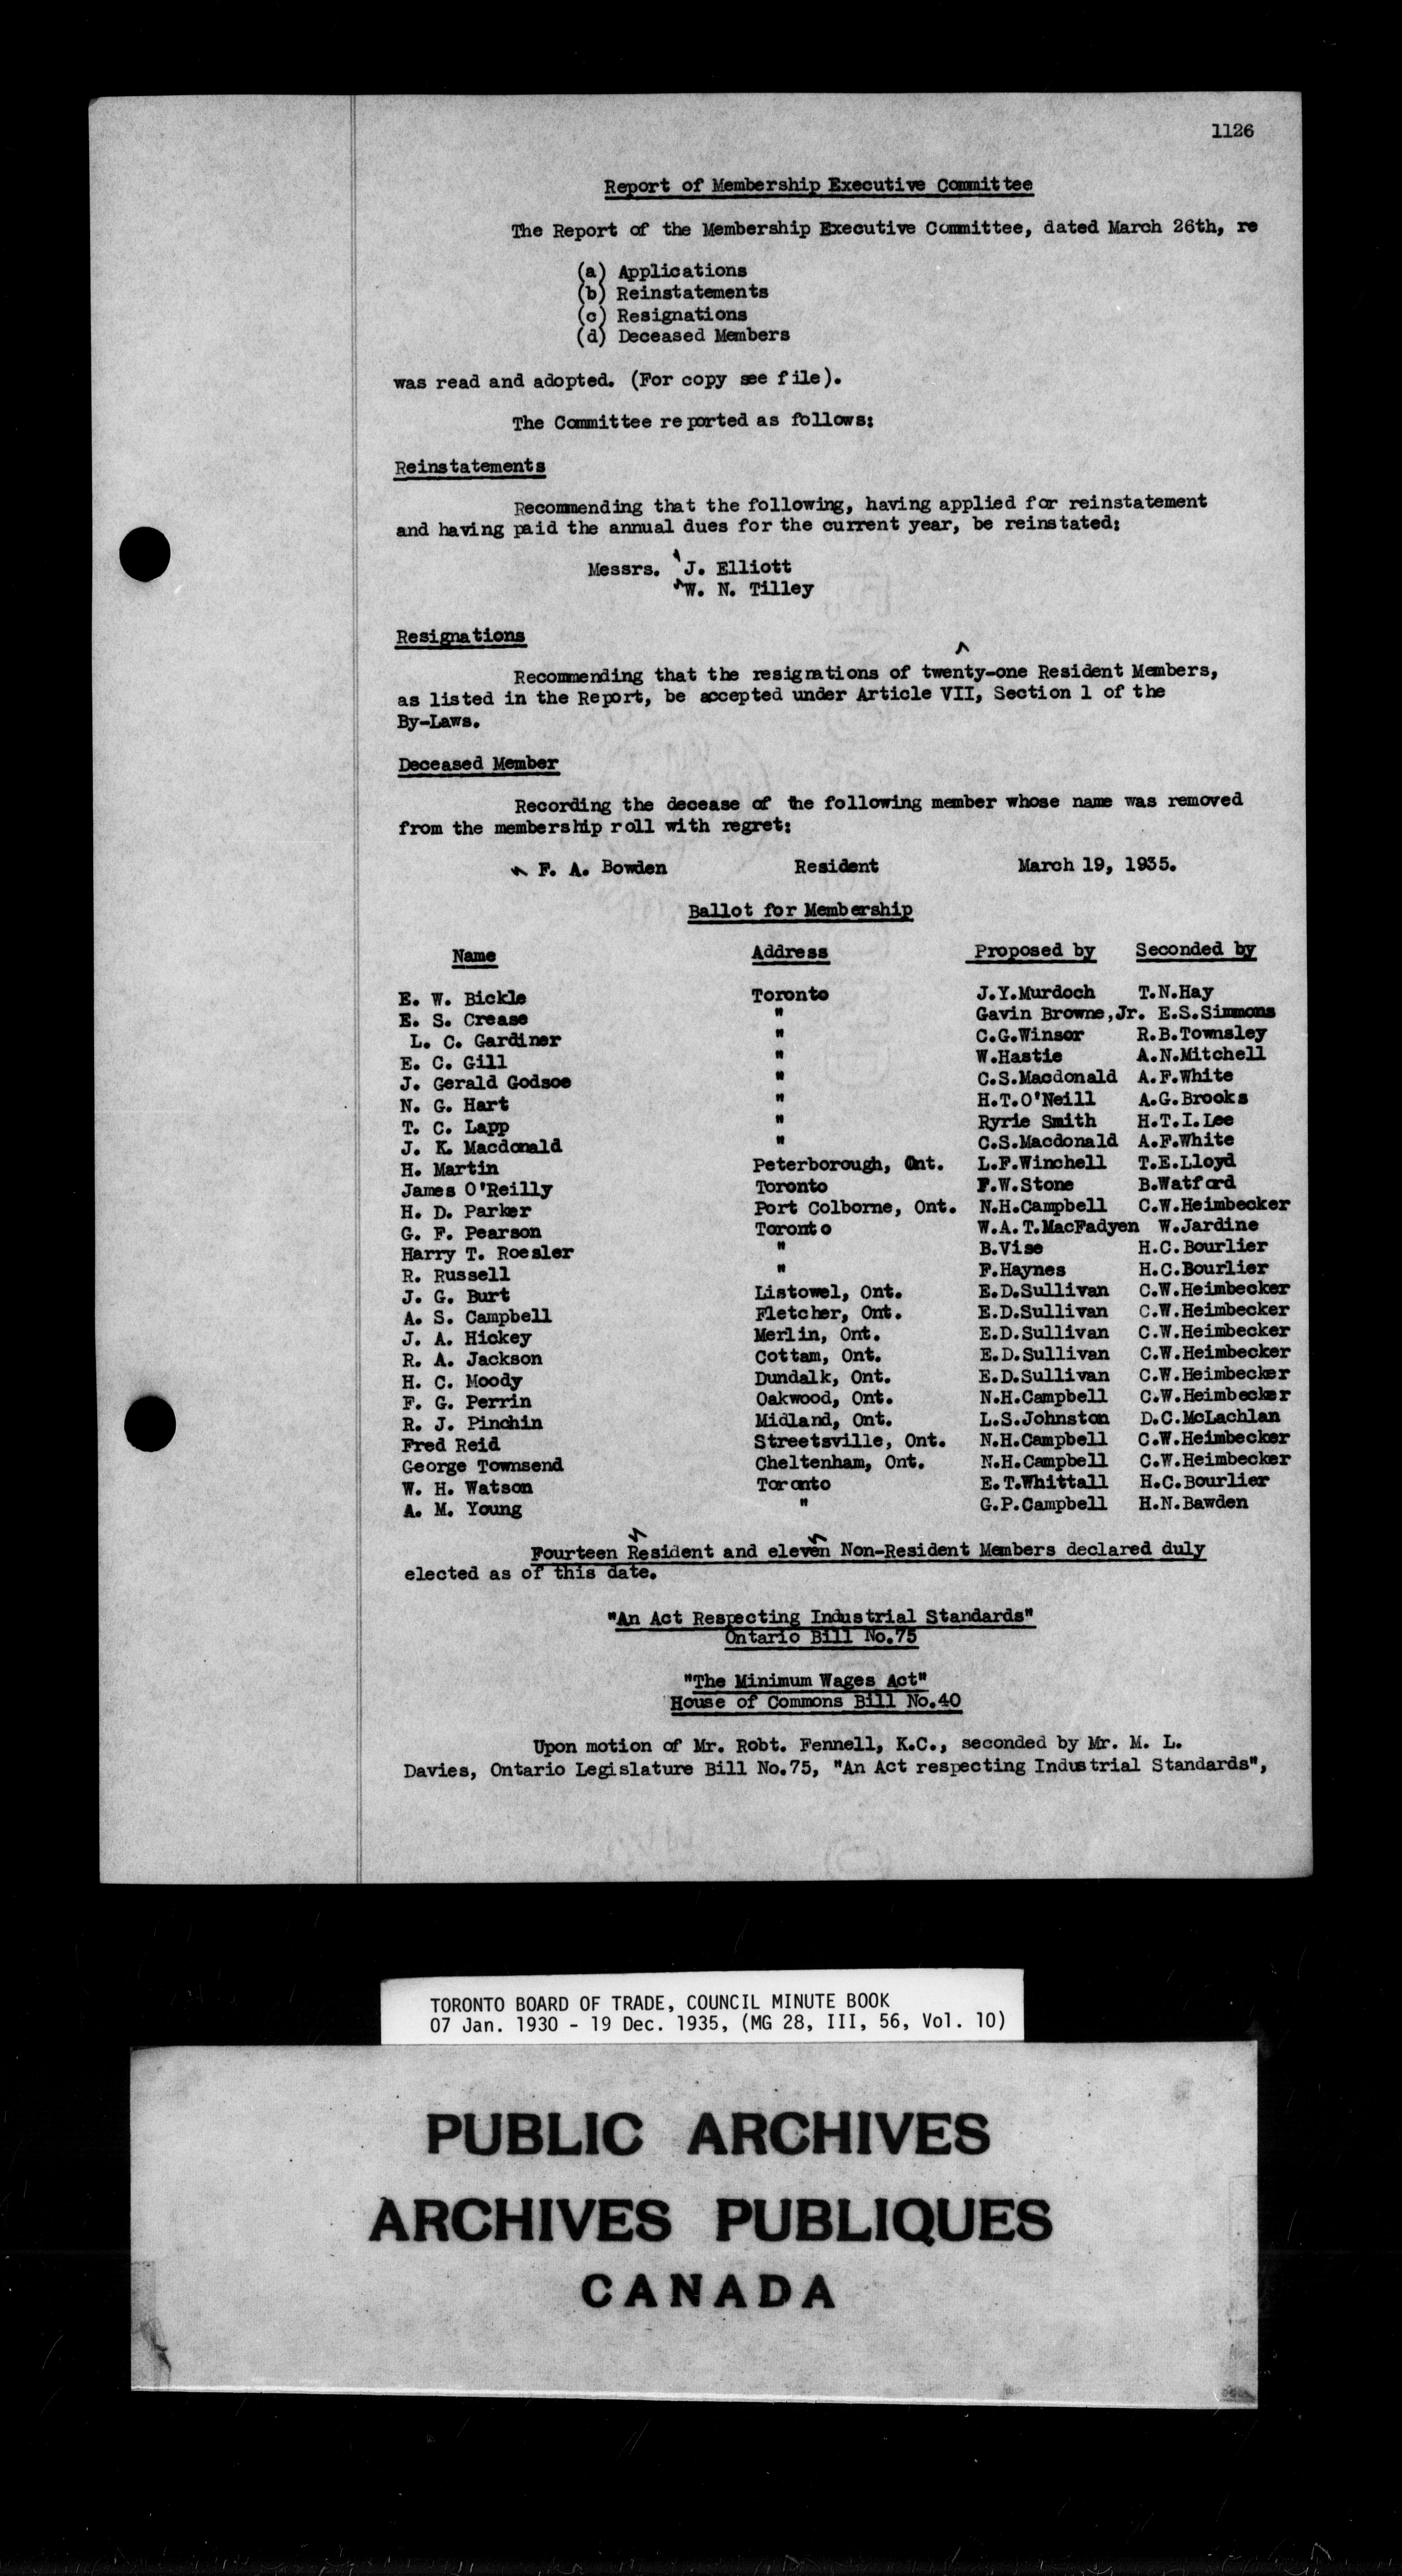 1126
Report of Membership Executive Committee
The Report of the Membership Executive Committee, dated March 26th, re
(a) Applications
(b) Reinstatements
(c) Resignations
(d) Deceased Members
was read and adopted. (For copy see file).
The Committee reported as follows:
Reinstatements
Recommending that the following, having applied for reinstatement
and having paid the annual dues for the current year, be reinstated:
Messrs. J. Elliott
W. N. Tilley
Resignations
Recommending that the resignations of twenty-one Resident Members,
as listed in the Report, be accepted under Article VII, Section 1 of the
By-Laws.
Deceased Member
Recording the decease of the following member whose name was removed
from the membership roll with regret:
F. A. Bowden Resident March 19, 1935.
Ballot for Membership
Name Address Proposed by Seconded by
E. W. Bickle Toronto J.Y.Murdoch T.N.Hay
E. S. Crease " Gavin Browne,Jr. E.S.Simmons
L. C. Gardiner " C.G.Winsor R.B.Townsley
E. C. Gill " W.Hastie A.N.Mitchell
J. Gerald Godsoe " C.S.Macdonald A.F.White
N. G. Hart " H.T.O'Neill A.G.Brooks
T. C. Lapp " Ryrie Smith H.T.I.Lee
J. K. Macdonald " C.S.Macdonald A.F.White
H. Martin Peterborough, Ont. L.F.Winchell T.E.Lloyd
James O'Reilly Toronto F.W.Stone B.Watford
H. D. Parker Port Colborne, Ont. N.H.Campbell C.W.Heimbecker
G. F. Pearson Toronto W.A.T.MacFadyen W.Jardine
Harry T. Roesler " B.Vise H.C.Bourlier
R. Russell " F.Haynes H.C.Bourlier
J. G. Burt Listowel, Ont. E.D.Sullivan C.W.Heimbecker
A. S. Campbell Fletcher, Ont. E.D.Sullivan C.W.Heimbecker
J. A. Hickey Merlin, Ont. E.D.Sullivan C.W.Heimbecker
R. A. Jackson Cottam, Ont. E.D.Sullivan C.W.Heimbecker
H. C. Moody Dundalk, Ont. E.D.Sullivan C.W.Heimbecker
F. G. Perrin Oakwood, Ont. N.H.Campbell C.W.Heimbecker
R. J. Pinchin Midland, Ont. L.S.Johnston D.C.McLachlan
Fred Reid Streetsville, Ont. N.H.Campbell C.W.Heimbecker
George Townsend Cheltenham, Ont. N.H.Campbell C.W.Heimbecker
W. H. Watson Toronto E.T.Whittall H.C.Bourlier
A. M. Young " G.P.Campbell H.N.Bawden
Fourteen Resident and eleven Non-Resident Members declared duly
elected as of this date.
"An Act Respecting Industrial Standards"
Ontario Bill No.75
"The Minimum Wages Act"
House of Commons Bill No.40
Upon motion of Mr. Robt. Fennell, K.C., seconded by Mr. M. L.
Davies, Ontario Legislature Bill No.75, "An Act respecting Industrial Standards",
TORONTO BOARD OF TRADE, COUNCIL MINUTE BOOK
07 Jan. 1930 - 19 Dec. 1935, (MG 28, III, 56, Vol. 10)
PUBLIC ARCHIVES
ARCHIVES PUBLIQUES
CANADA